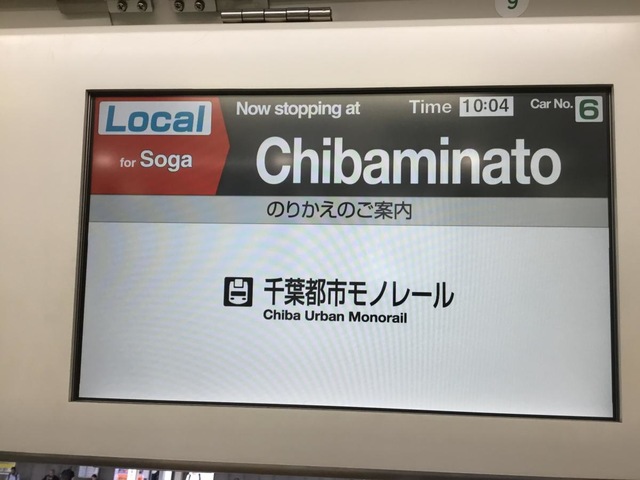 9
Local
for Soga
Now stopping at
Time 10:04
Car No. 6
Chibaminato
のりかえのご案内
千葉都市モノレール
Chiba Urban Monorail